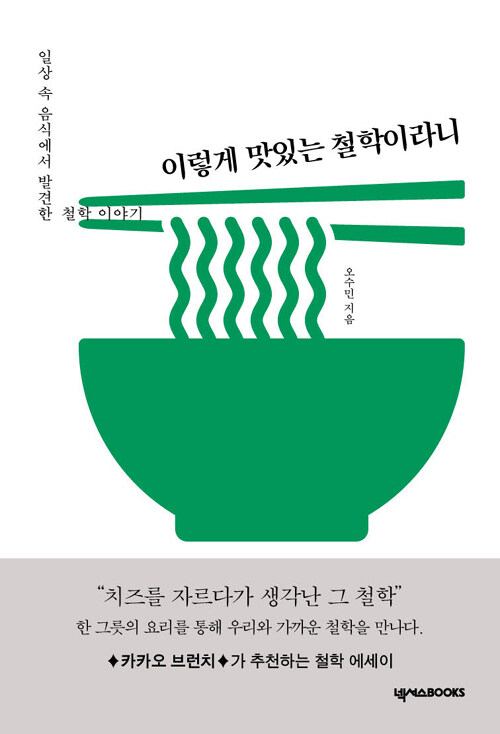 일상 속 음식에서 발견한 철학 이야기
이렇게 맛있는 철학이라니
오수민 지음
“치즈를 자르다가 생각난 그 철학”
한 그릇의 요리를 통해 우리와 가까운 철학을 만나다.
♦카카오 브런치♦가 추천하는 철학 에세이
넥서스BOOKS